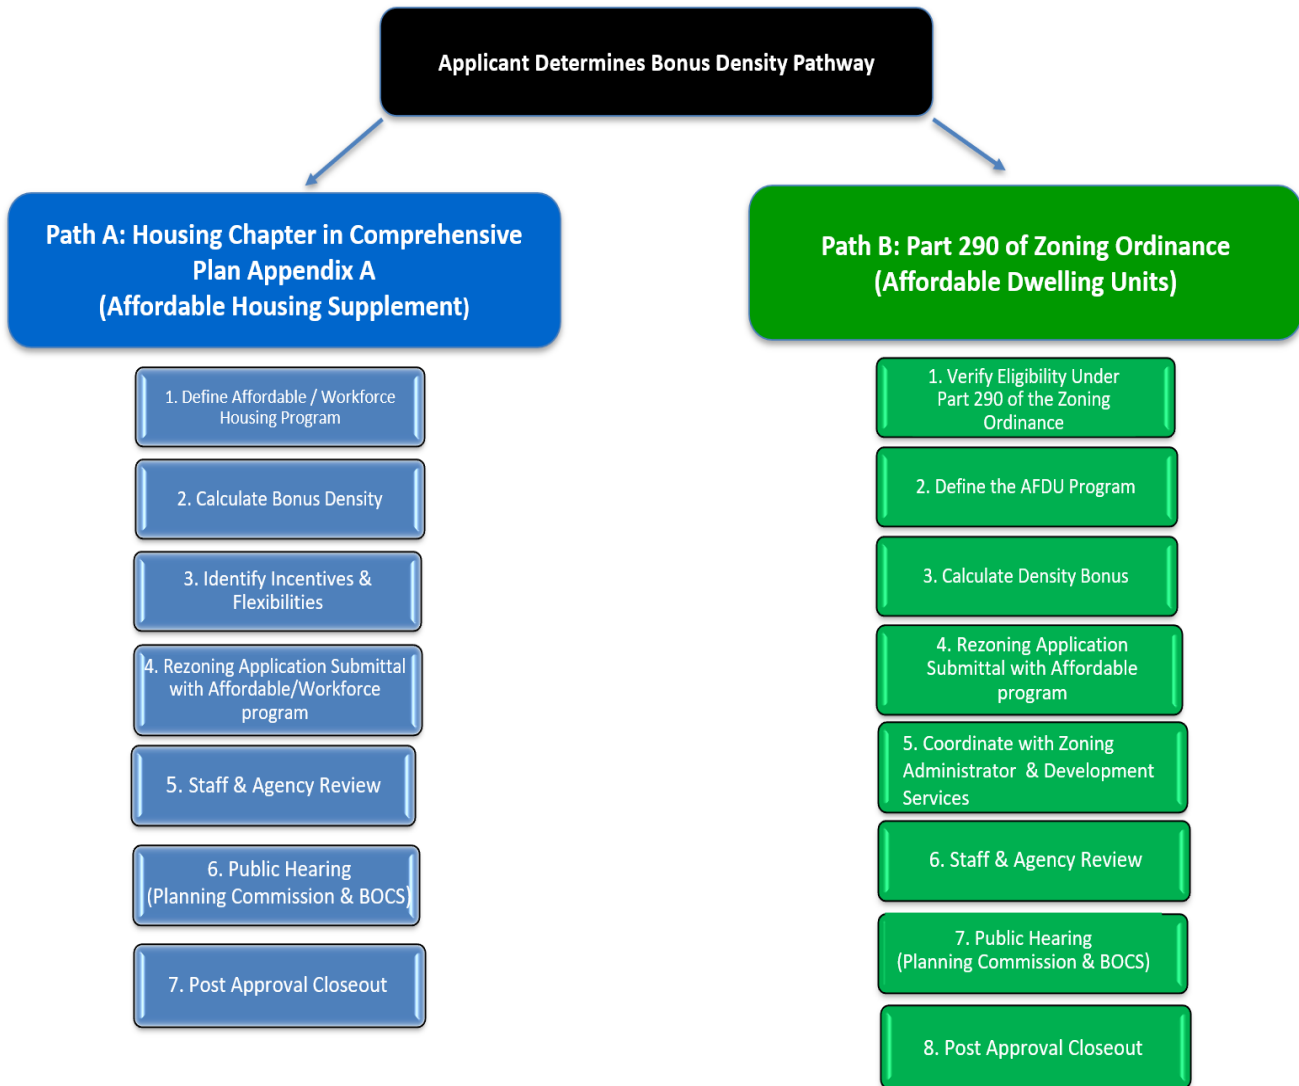 Applicant Determines Bonus Density Pathway
Path A: Housing Chapter in Comprehensive
Plan Appendix A
(Affordable Housing Supplement)
1. Define Affordable / Workforce
Housing Program
2. Calculate Bonus Density
3. Identify Incentives &
Flexibilities
4. Rezoning Application Submittal
with Affordable/Workforce
program
5. Staff & Agency Review
6. Public Hearing
(Planning Commission & BOCS)
7. Post Approval Closeout
Path B: Part 290 of Zoning Ordinance
(Affordable Dwelling Units)
1. Verify Eligibility Under
Part 290 of the Zoning
Ordinance
2. Define the AFDU Program
3. Calculate Density Bonus
4. Rezoning Application
Submittal with Affordable
program
5. Coordinate with Zoning
Administrator & Development
Services
6. Staff & Agency Review
7. Public Hearing
(Planning Commission & BOCS)
8. Post Approval Closeout